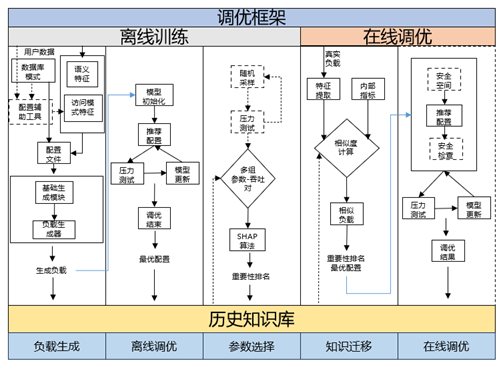 调优框架
离线训练
在线调优
用户数据
数据库
模式
语义
特征
配置辅
助工具
访问模
式特征
配置
文件
基础生
成模块
负载生
成器
生成负载
模型
初始化
推荐
配置
压力
测试
模型
更新
调优
结束
最优配置
随机
采样
压力
测试
多组
参数-吞吐
对
SHAP
算法
重要性排名
真实
负载
特征
提取
内部
指标
相似度
计算
相似
负载
重要性排名
最优配置
安全
空间
推荐
配置
安全
检查
压力
测试
模型
更新
调优
结果
历史知识库
负载生成
离线调优
参数选择
知识迁移
在线调优